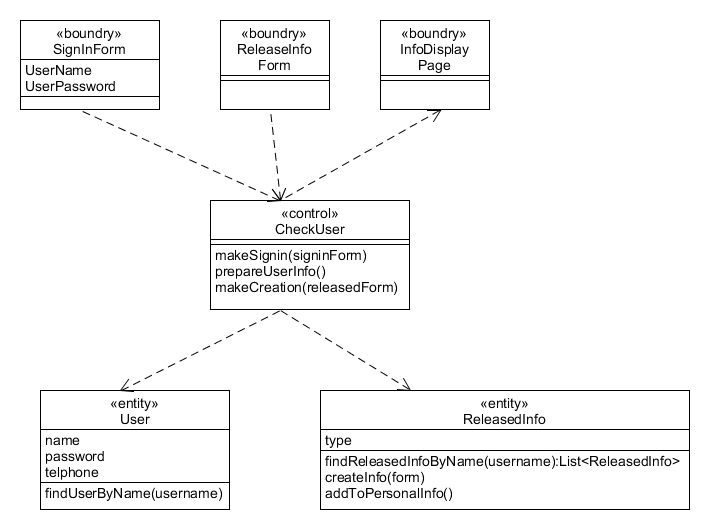 «boundry»
SignInForm
UserName
UserPassword
«boundry»
ReleaseInfo
Form
«boundry»
InfoDisplay
Page
«control»
CheckUser
makeSignin(signinForm)
prepareUserInfo()
makeCreation(releasedForm)
«entity»
User
name
password
telphone
findUserByName(username)
«entity»
ReleasedInfo
type
findReleasedInfoByName(username):List<ReleasedInfo>
createInfo(form)
addToPersonalInfo()